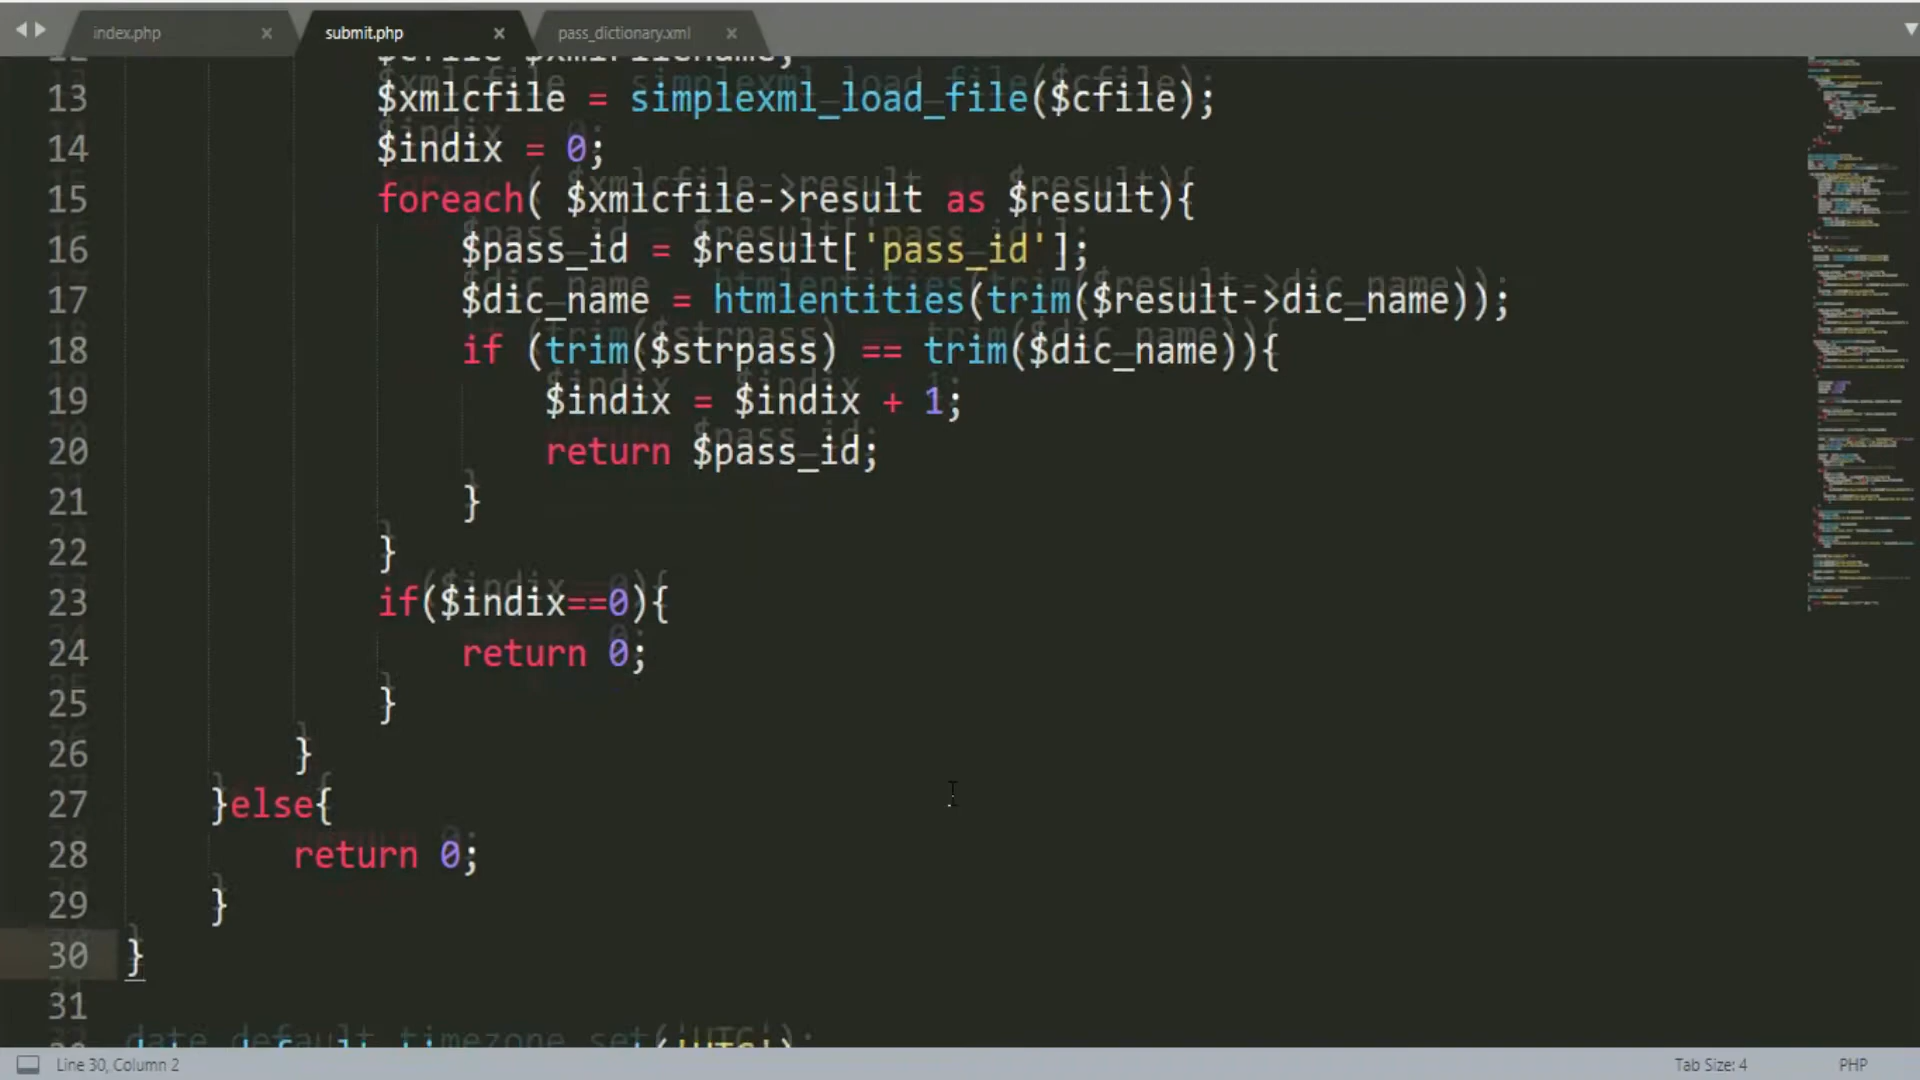 index.php × submit.php × pass_dictionary.xml ×
13 $xmlcfile = simplexml_load_file($cfile);
14 $indix = 0;
15 foreach( $xmlcfile->result as $result){
16 $pass_id = $result['pass_id'];
17 $dic_name = htmlentities(trim($result->dic_name));
18 if (trim($strpass) == trim($dic_name)){
19 $indix = $indix + 1;
20 return $pass_id;
21 }
22 }
23 if($indix==0){
24 return 0;
25 }
26 }
27 }else{
28 return 0;
29 }
30 }
31
date_default_timezone_set('UTC');
Line 30, Column 2 Tab Size: 4 PHP